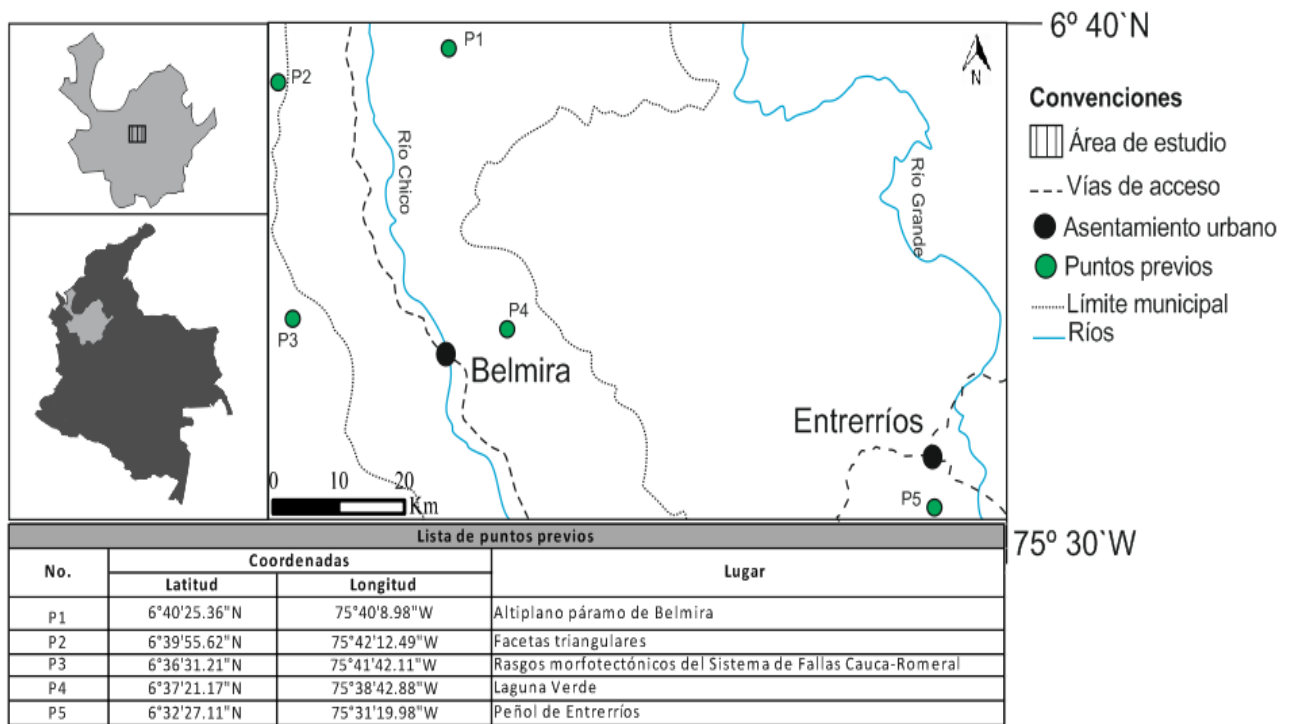 6º 40`N
P1
P2
N
Convenciones
Área de estudio
Río Chico
Río Grande
Vías de acceso
Asentamiento urbano
Puntos previos
Límite municipal
Ríos
P4
P3
Belmira
Entrerríos
0 10 20
Km
P5
75º 30`W
Lista de puntos previos
No. Coordenadas Lugar
Latitud Longitud
P1 6°40'25.36"N 75°40'8.98"W Altiplano páramo de Belmira
P2 6°39'55.62"N 75°42'12.49"W Facetas triangulares
P3 6°36'31.21"N 75°41'42.11"W Rasgos morfotectónicos del Sistema de Fallas Cauca-Romeral
P4 6°37'21.17"N 75°38'42.88"W Laguna Verde
P5 6°32'27.11"N 75°31'19.98"W Peñol de Entrerríos